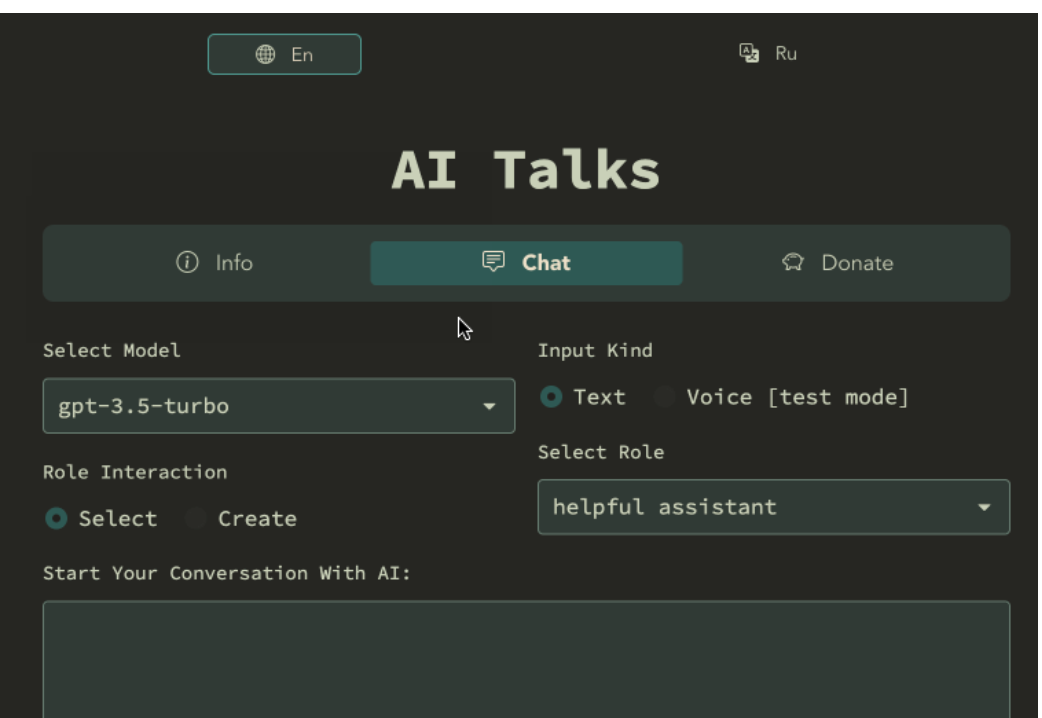 En Ru
AI Talks
Info Chat Donate
Select Model
gpt-3.5-turbo
Input Kind
Text Voice [test mode]
Role Interaction
Select Create
Select Role
helpful assistant
Start Your Conversation With AI: